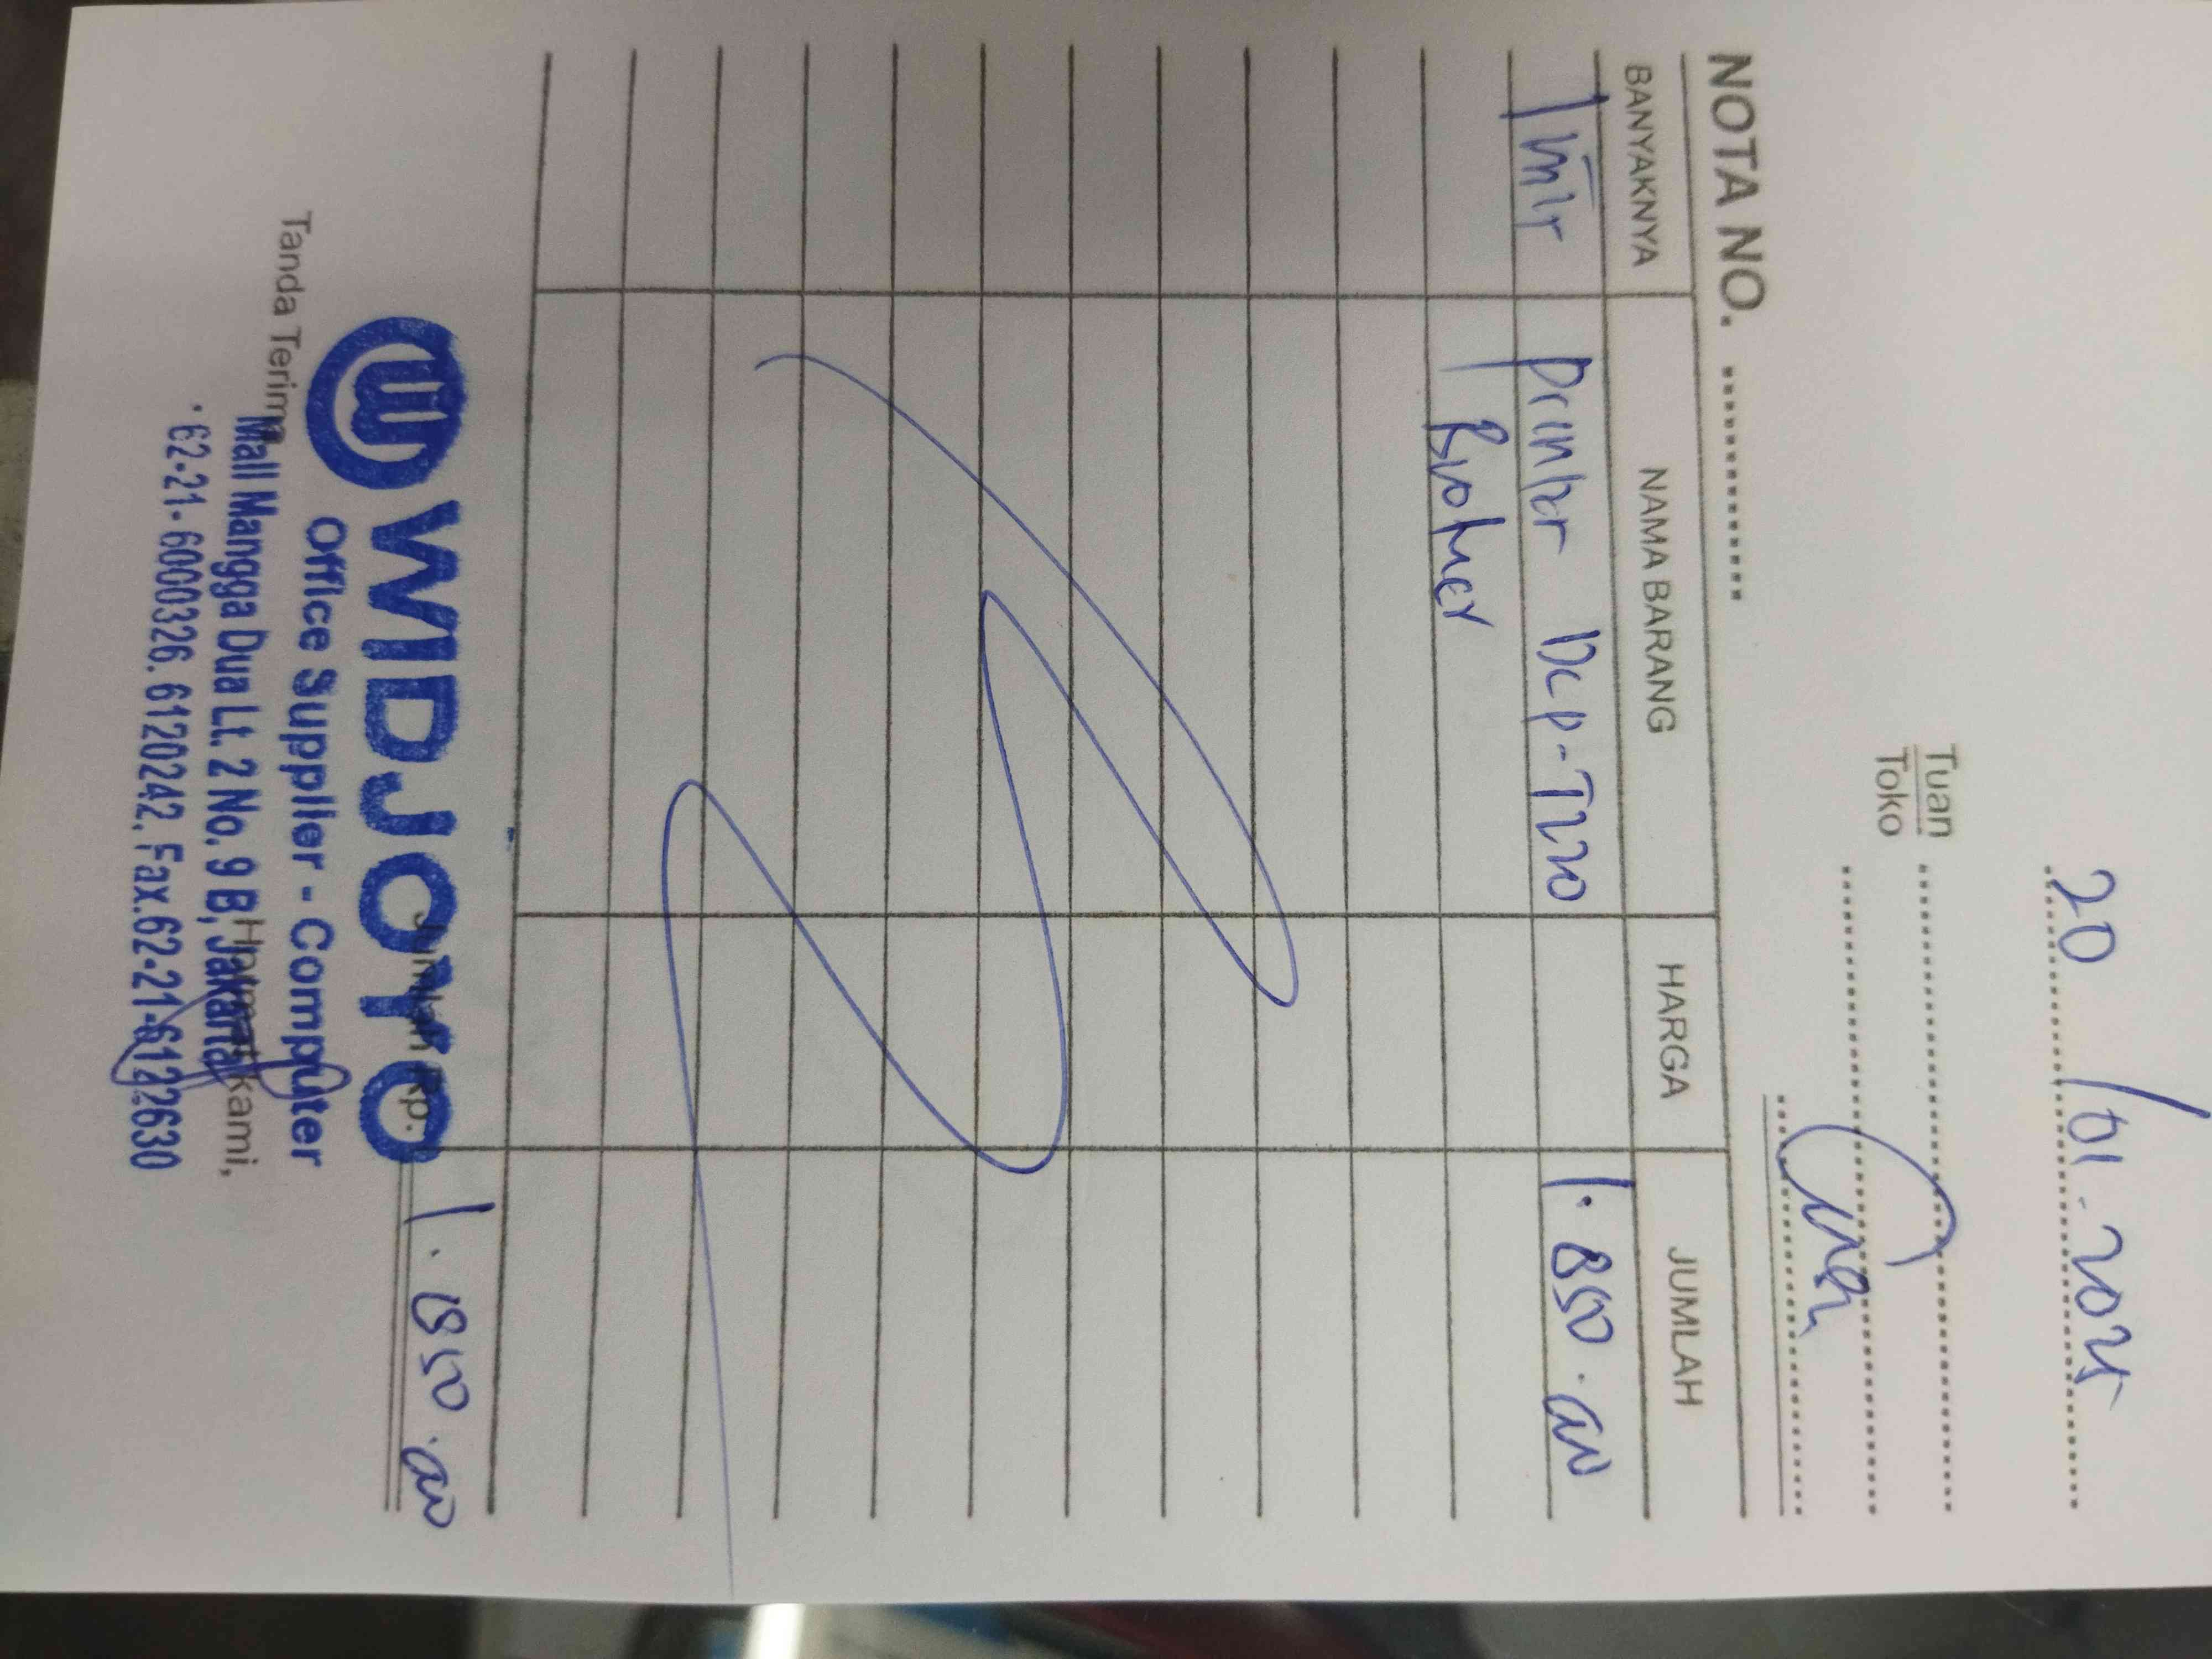 20/01-2025
Tuan
Toko
NOTA NO.
BANYAKNYA NAMA BARANG HARGA JUMLAH
1 Unit Printer DCP-T220 1.850.000
Brother
Jumlah Rp. 1.850.000
WIDJOYO
Office Supplier - Computer
Tanda Terima Hormat kami,
Mall Mangga Dua Lt. 2 No. 9 B, Jakarta
62-21-6000326. 6120242. Fax.62-21-6122630